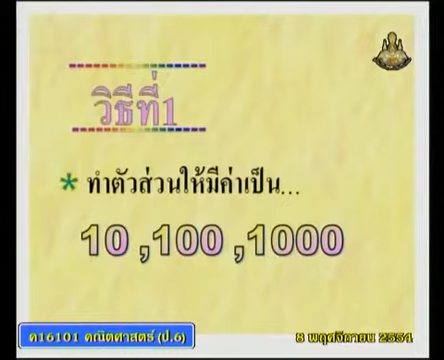 วิธีที่1
* ทำตัวส่วนให้มีค่าเป็น...
10 ,100 ,1000
ค16101 คณิตศาสตร์ (ป.6)
8 พฤศจิกายน 2554